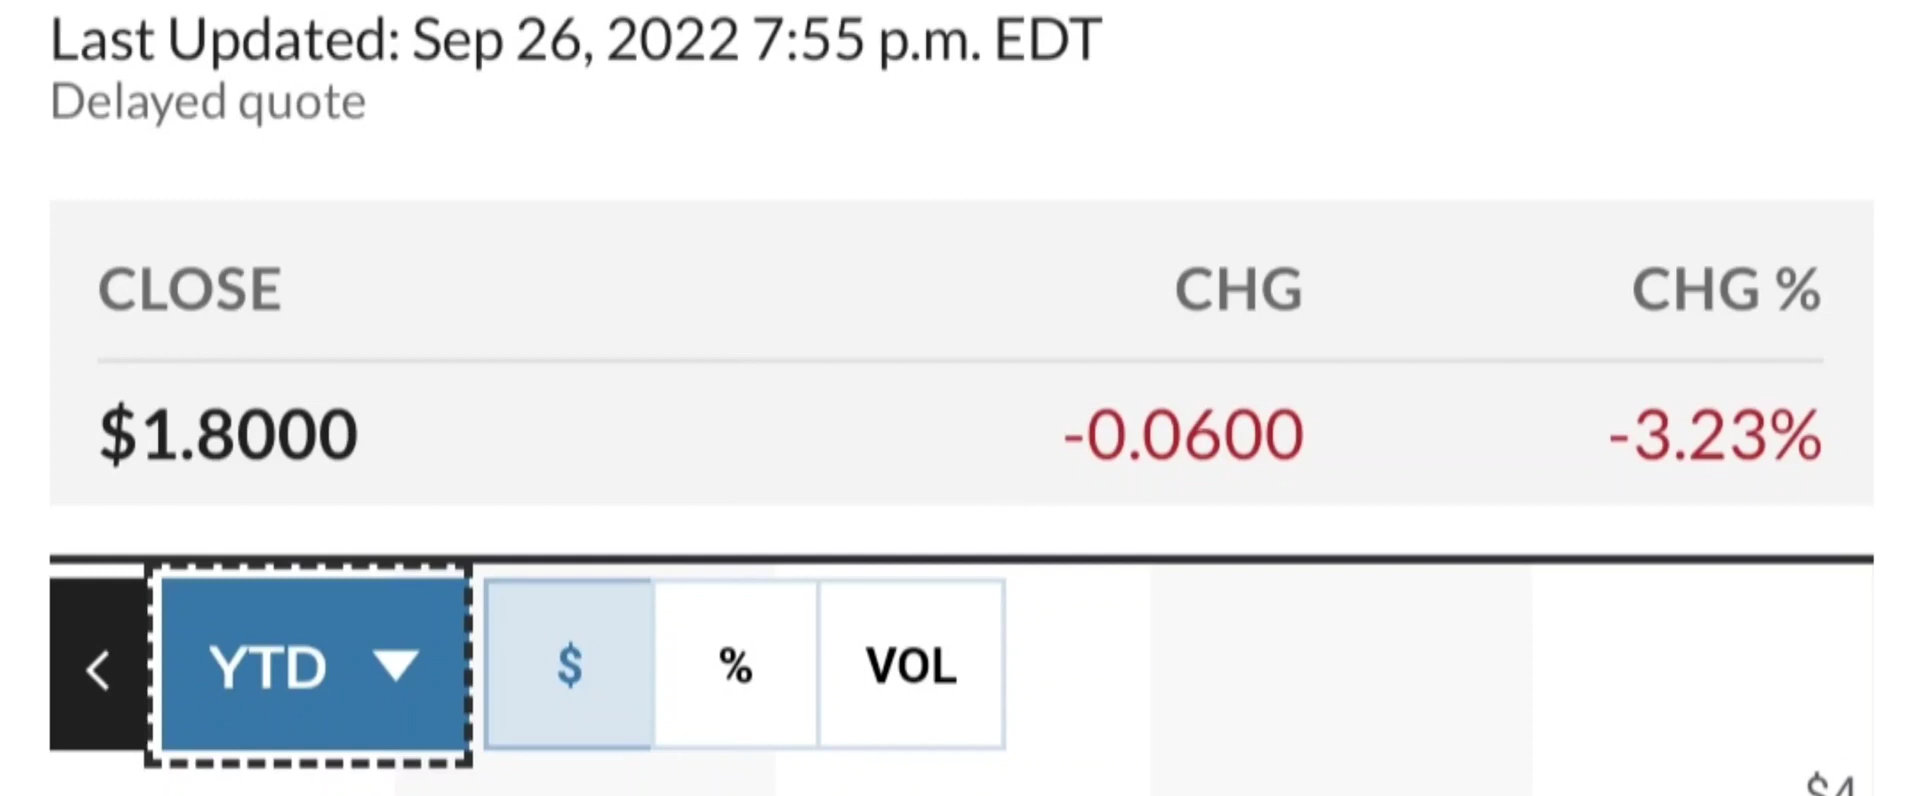 Last Updated: Sep 26, 2022 7:55 p.m. EDT
Delayed quote
CLOSE CHG CHG %
$1.8000 -0.0600 -3.23%
YTD $ % VOL
$4